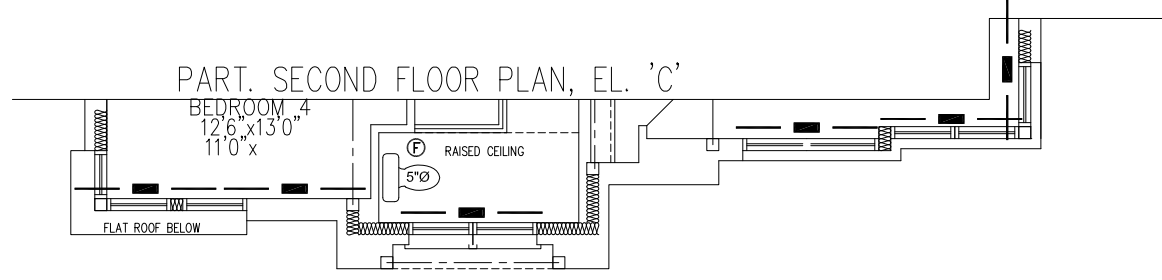 PART. SECOND FLOOR PLAN, EL. 'C'
BEDROOM 4
12'6"x13'0"
11'0"x
F
RAISED CEILING
5"Ø
FLAT ROOF BELOW